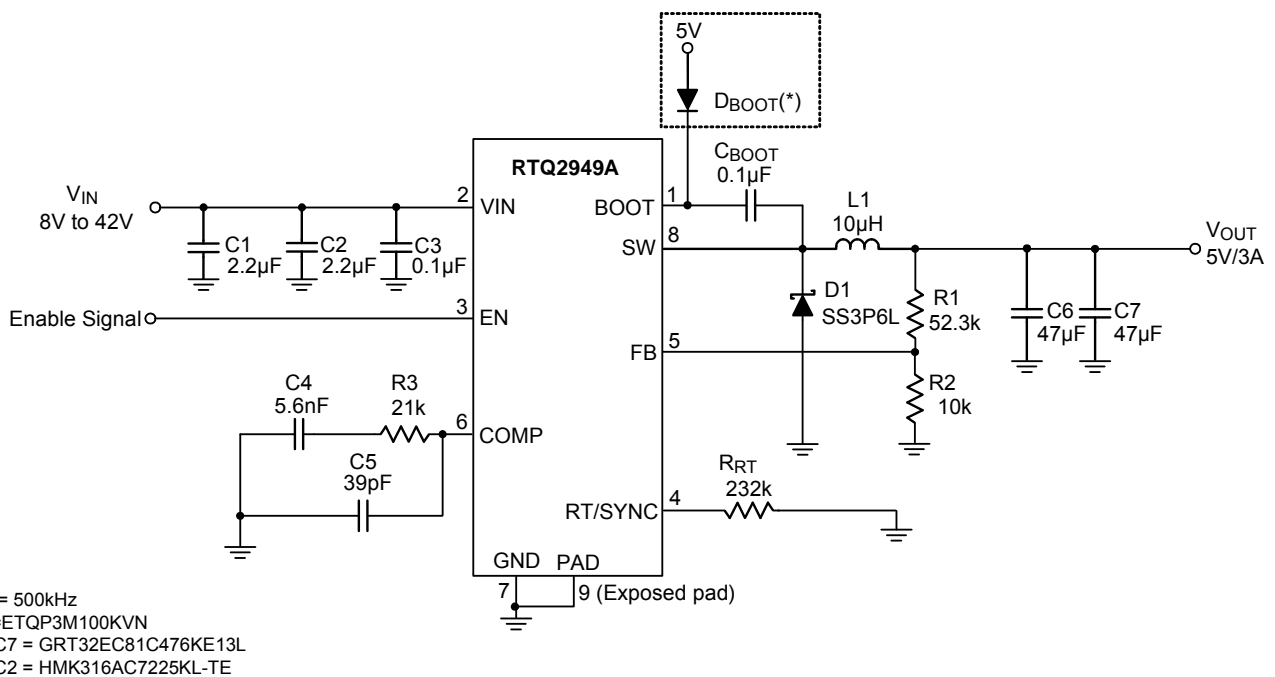 5V
DBOOT(*)
RTQ2949A
CBOOT
0.1µF
VIN
8V to 42V
2
VIN
BOOT
1
L1
10µH
C1
2.2µF
C2
2.2µF
C3
0.1µF
SW
8
VOUT
5V/3A
Enable Signal
3
EN
D1
SS3P6L
R1
52.3k
C6
47µF
C7
47µF
FB
5
R2
10k
C4
5.6nF
R3
21k
6
COMP
C5
39pF
RRT
232k
RT/SYNC
4
GND
PAD
7
9 (Exposed pad)
= 500kHz
=ETQP3M100KVN
C7 = GRT32EC81C476KE13L
C2 = HMK316AC7225KL-TE